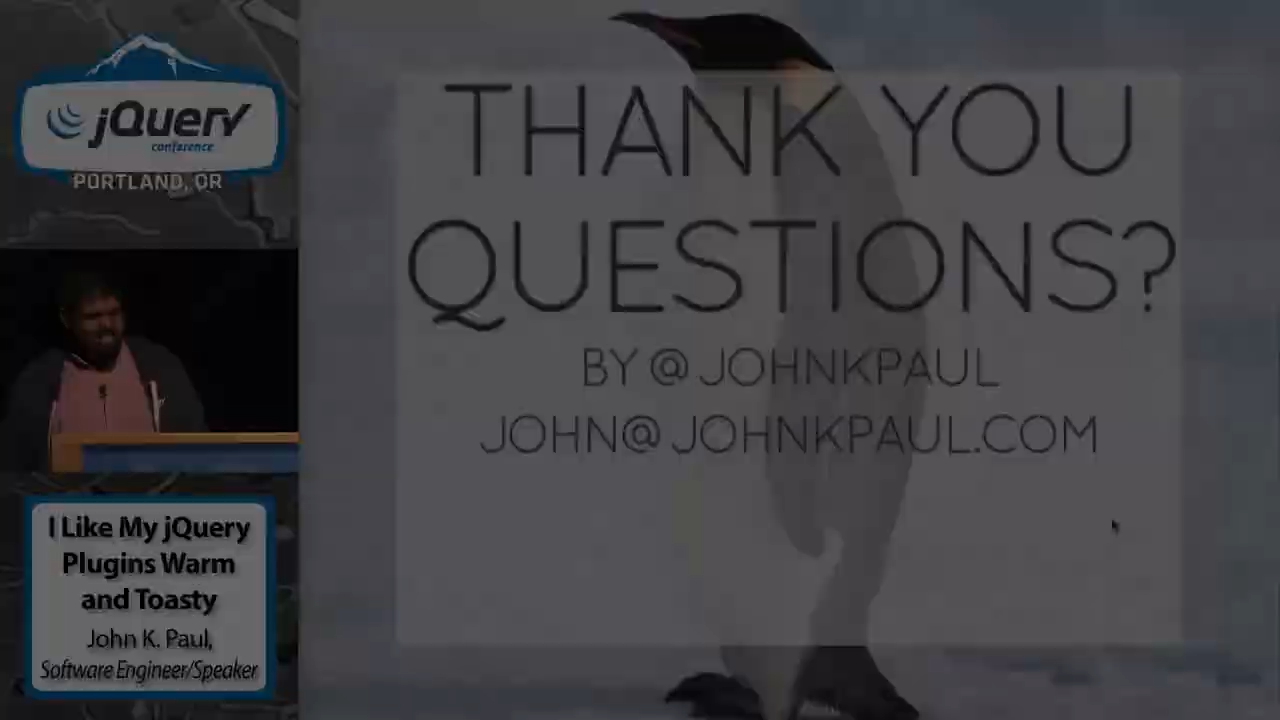 jQuery
conference
PORTLAND, OR
THANK YOU
QUESTIONS?
BY @JOHNKPAUL
JOHN@JOHNKPAUL.COM
I Like My jQuery
Plugins Warm
and Toasty
John K. Paul,
Software Engineer/Speaker